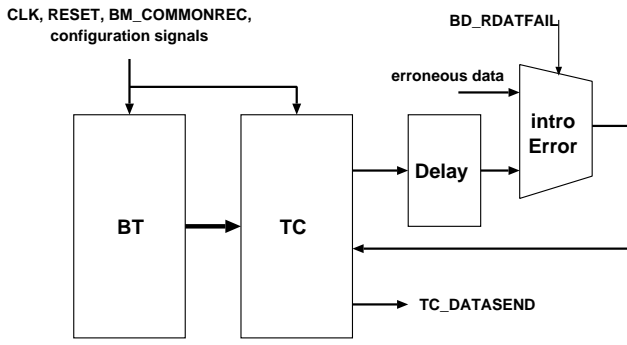 CLK, RESET, BM_COMMONREC,
configuration signals
BD_RDATFAIL
erroneous data
intro
Error
Delay
BT
TC
TC_DATASEND